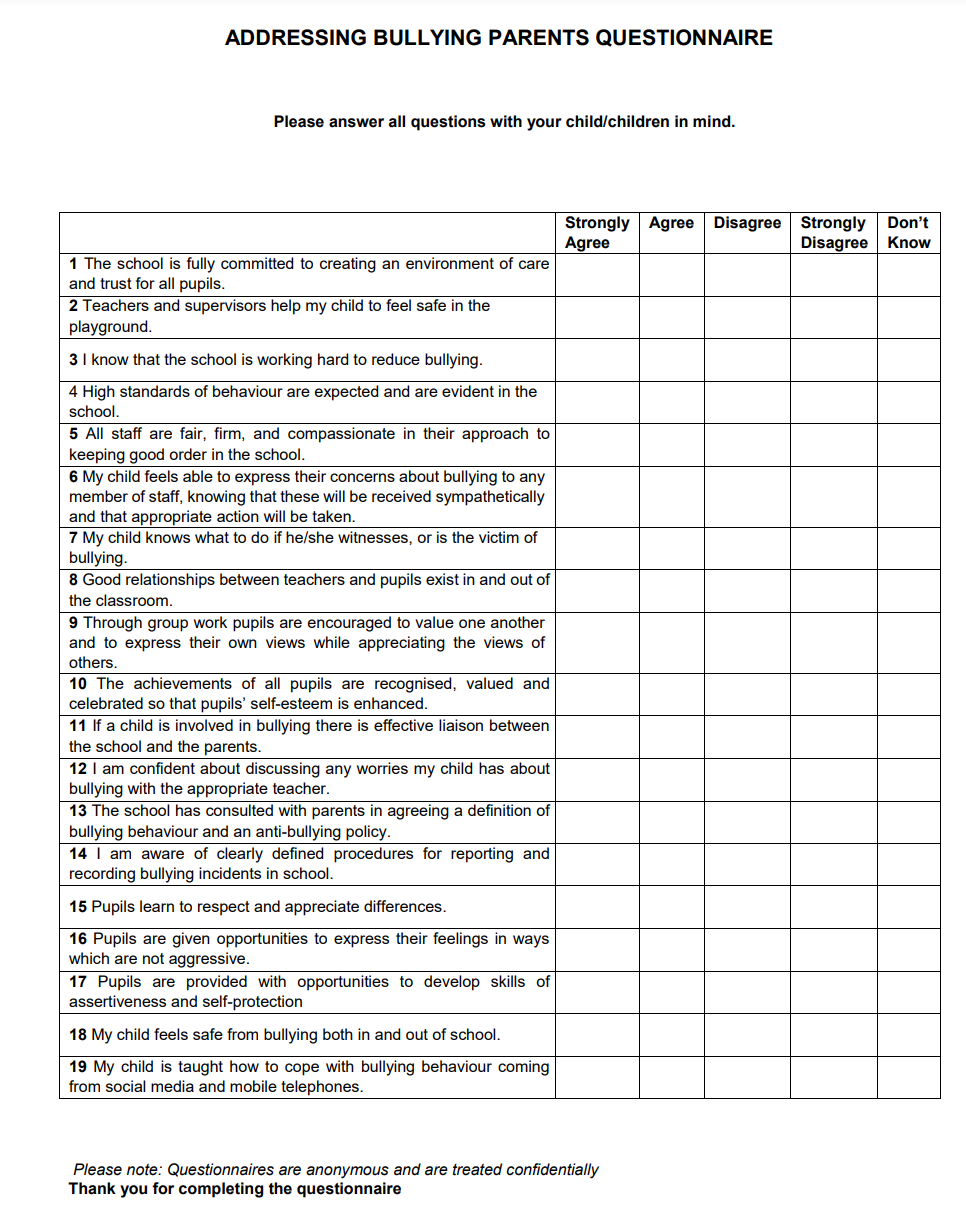 ADDRESSING BULLYING PARENTS QUESTIONNAIRE
Please answer all questions with your child/children in mind.
Strongly Agree Disagree Strongly Don't
Agree Disagree Know
1 The school is fully committed to creating an environment of care
and trust for all pupils.
2 Teachers and supervisors help my child to feel safe in the
playground.
3 I know that the school is working hard to reduce bullying.
4 High standards of behaviour are expected and are evident in the
school.
5 All staff are fair, firm, and compassionate in their approach to
keeping good order in the school.
6 My child feels able to express their concerns about bullying to any
member of staff, knowing that these will be received sympathetically
and that appropriate action will be taken.
7 My child knows what to do if he/she witnesses, or is the victim of
bullying.
8 Good relationships between teachers and pupils exist in and out of
the classroom.
9 Through group work pupils are encouraged to value one another
and to express their own views while appreciating the views of
others.
10 The achievements of all pupils are recognised, valued and
celebrated so that pupils' self-esteem is enhanced.
11 If a child is involved in bullying there is effective liaison between
the school and the parents.
12 I am confident about discussing any worries my child has about
bullying with the appropriate teacher.
13 The school has consulted with parents in agreeing a definition of
bullying behaviour and an anti-bullying policy.
14 I am aware of clearly defined procedures for reporting and
recording bullying incidents in school.
15 Pupils learn to respect and appreciate differences.
16 Pupils are given opportunities to express their feelings in ways
which are not aggressive.
17 Pupils are provided with opportunities to develop skills of
assertiveness and self-protection
18 My child feels safe from bullying both in and out of school.
19 My child is taught how to cope with bullying behaviour coming
from social media and mobile telephones.
Please note: Questionnaires are anonymous and are treated confidentially
Thank you for completing the questionnaire